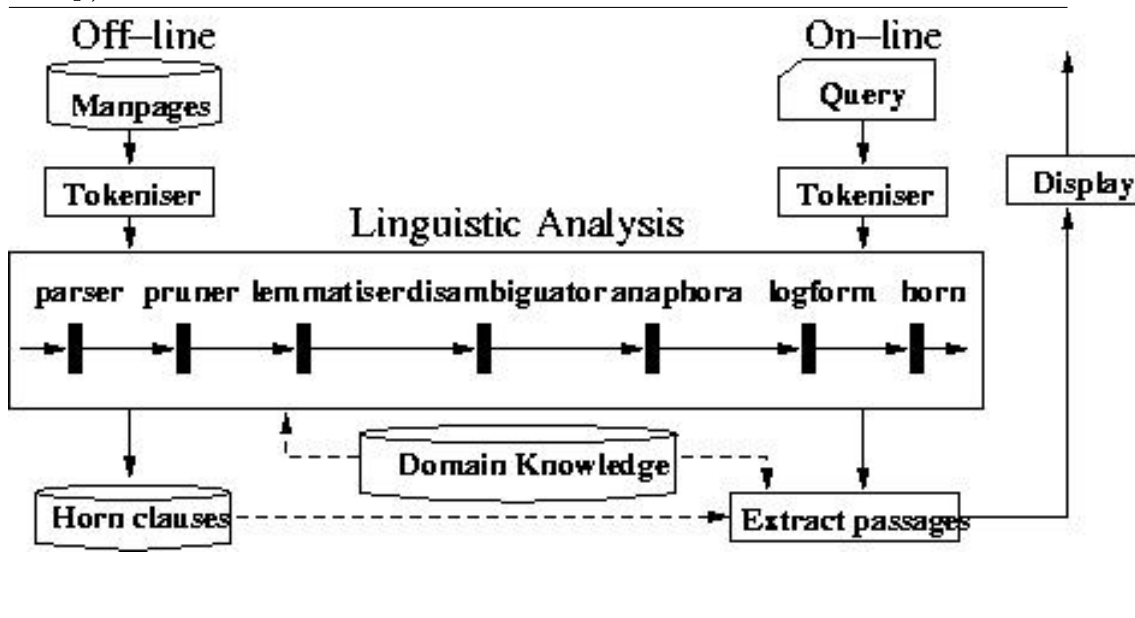 Off–line On–line
Manpages Query
Tokeniser Tokeniser Display
Linguistic Analysis
parser pruner lemmatiser disambiguator anaphora logform horn
Domain Knowledge
Horn clauses Extract passages